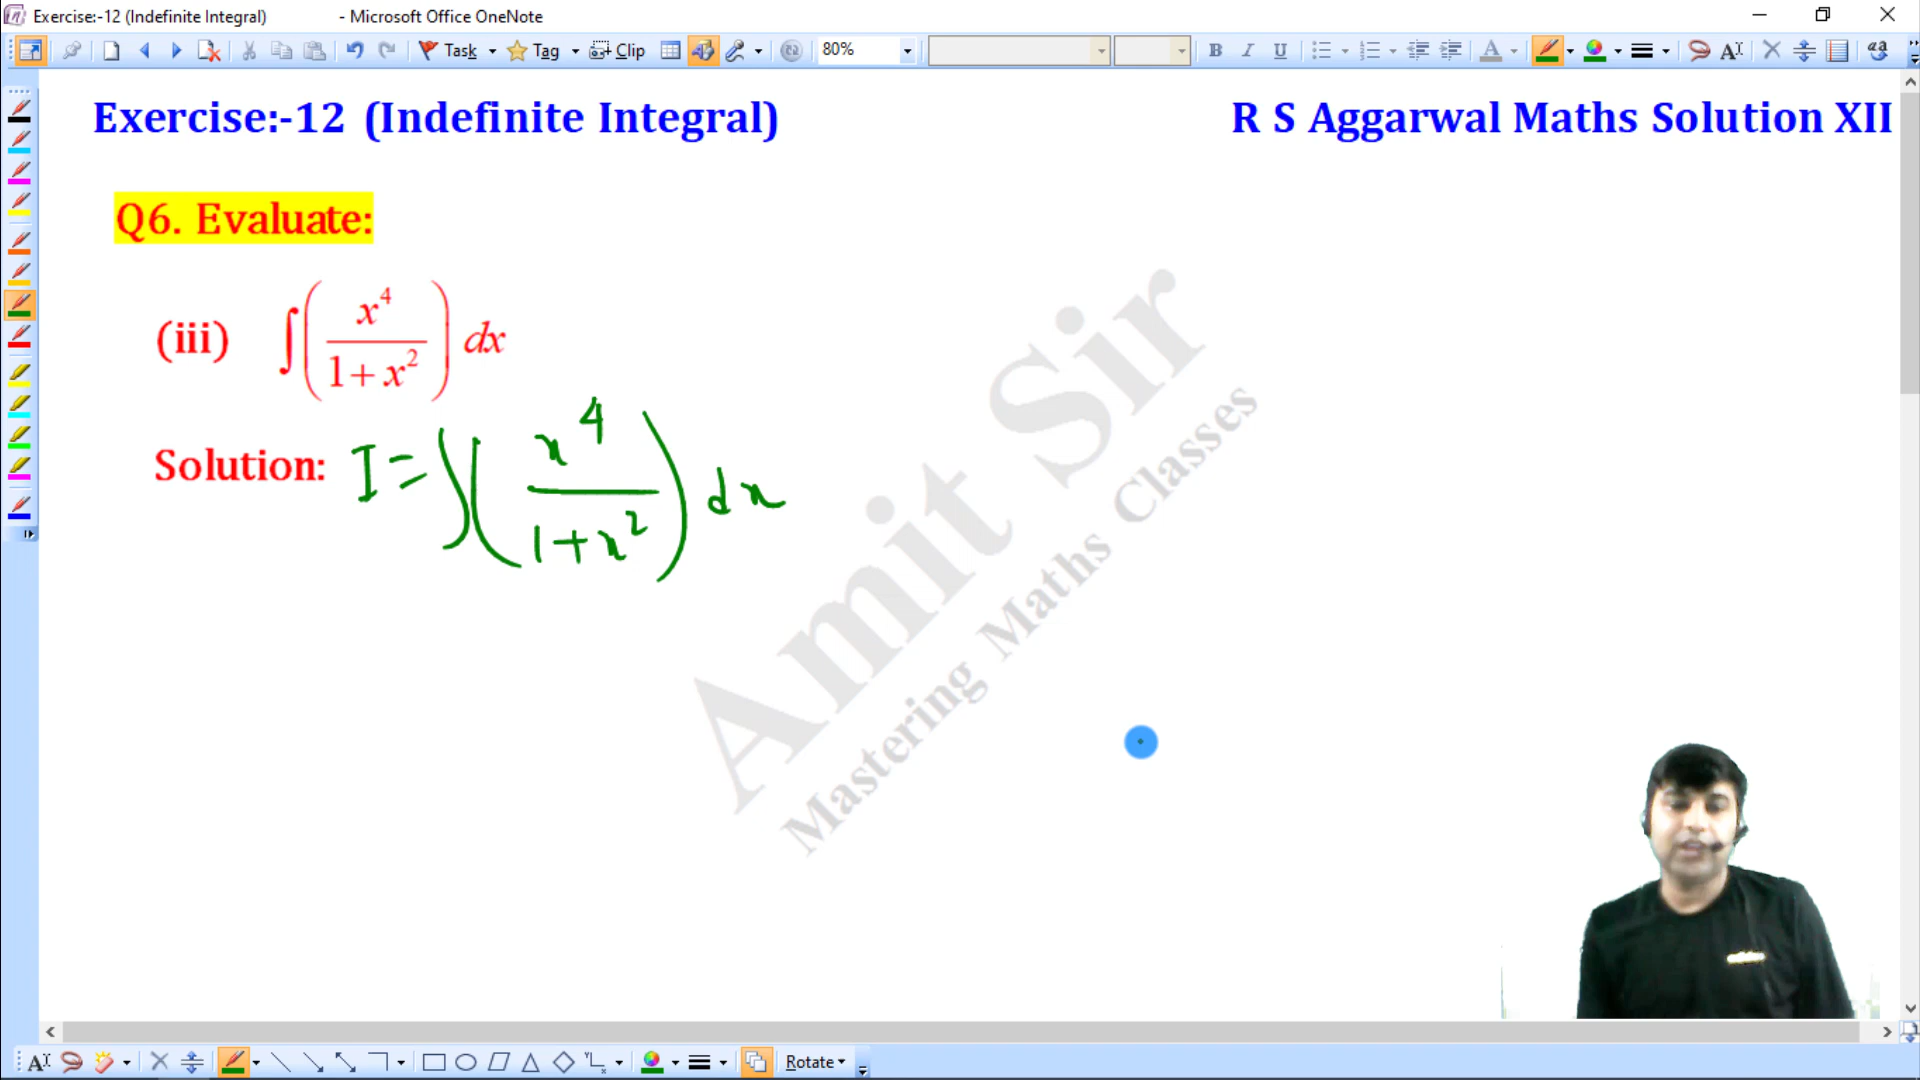 Exercise:-12 (Indefinite Integral) - Microsoft Office OneNote
Task Tag Clip 80% B I U A
Exercise:-12 (Indefinite Integral) R S Aggarwal Maths Solution XII
Q6. Evaluate:
(iii) ∫(x⁴/(1+x²)) dx
Solution: I = ∫(x⁴/(1+x²)) dx
Amit Sir
Mastering Maths Classes
Rotate